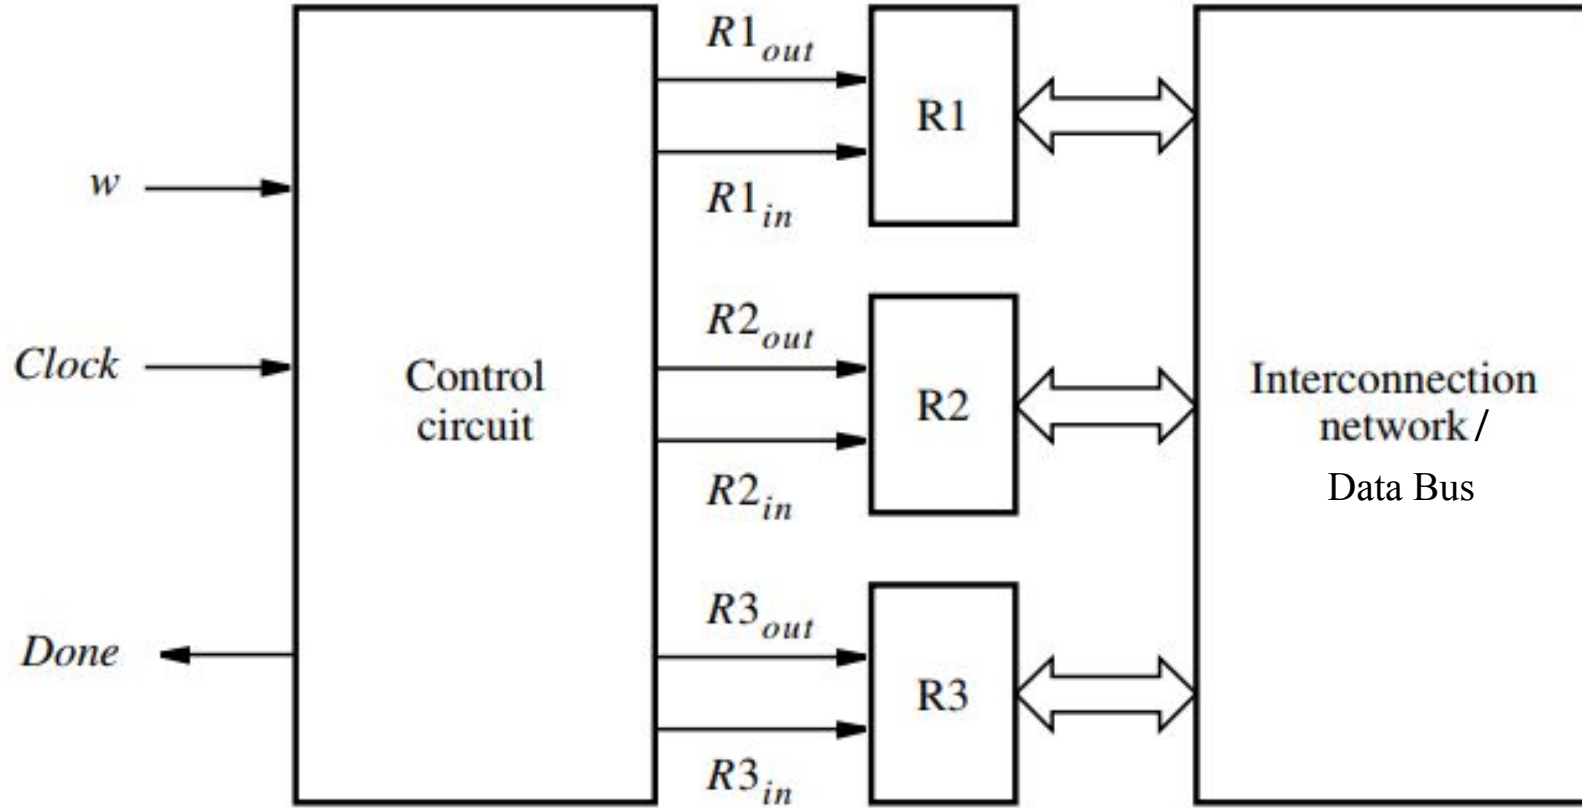 R1out
R1
w
R1in
R2out
Clock
Control
circuit
R2
Interconnection
network/
Data Bus
R2in
R3out
Done
R3
R3in